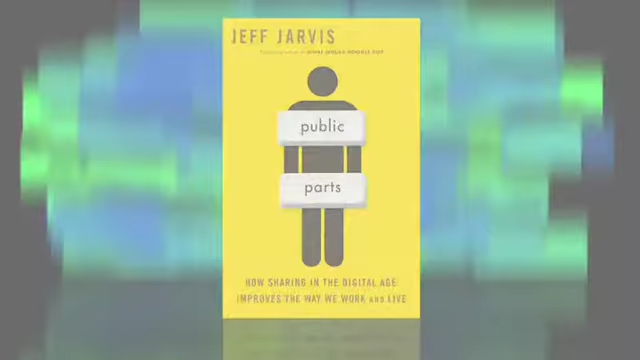 JEFF JARVIS
public
parts
HOW SHARING IN THE DIGITAL AGE
IMPROVES THE WAY WE WORK AND LIVE